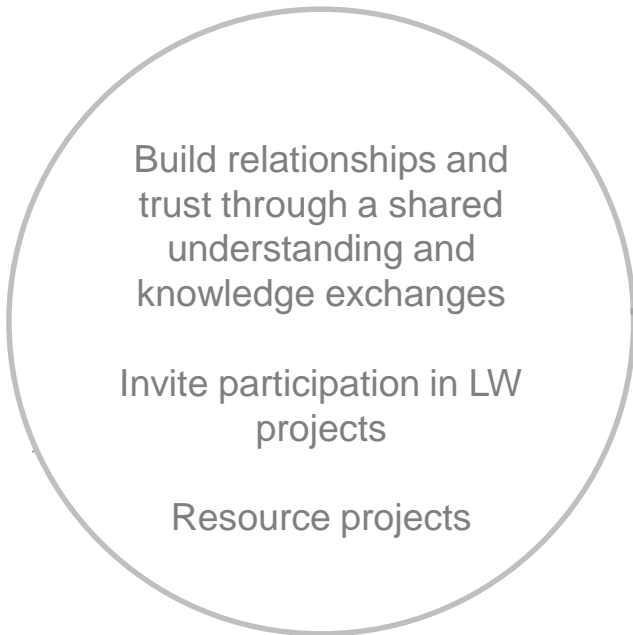 Build relationships and
trust through a shared
understanding and
knowledge exchanges
Invite participation in LW
projects
Resource projects